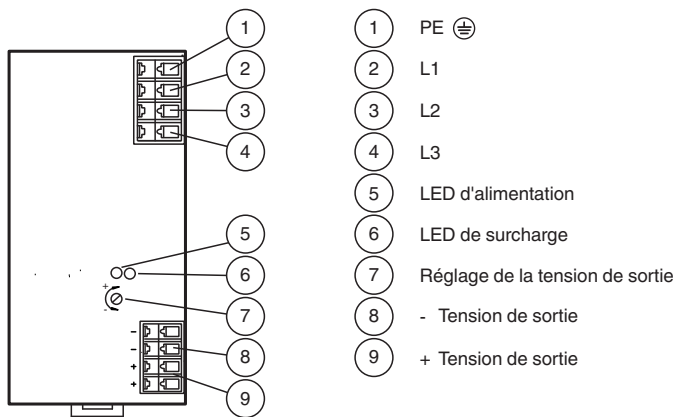 1 PE
2 L1
3 L2
4 L3
5 LED d'alimentation
6 LED de surcharge
7 Réglage de la tension de sortie
8 - Tension de sortie
9 + Tension de sortie
1
2
3
4
5
6
7
8
9
+
-
-
-
+
+